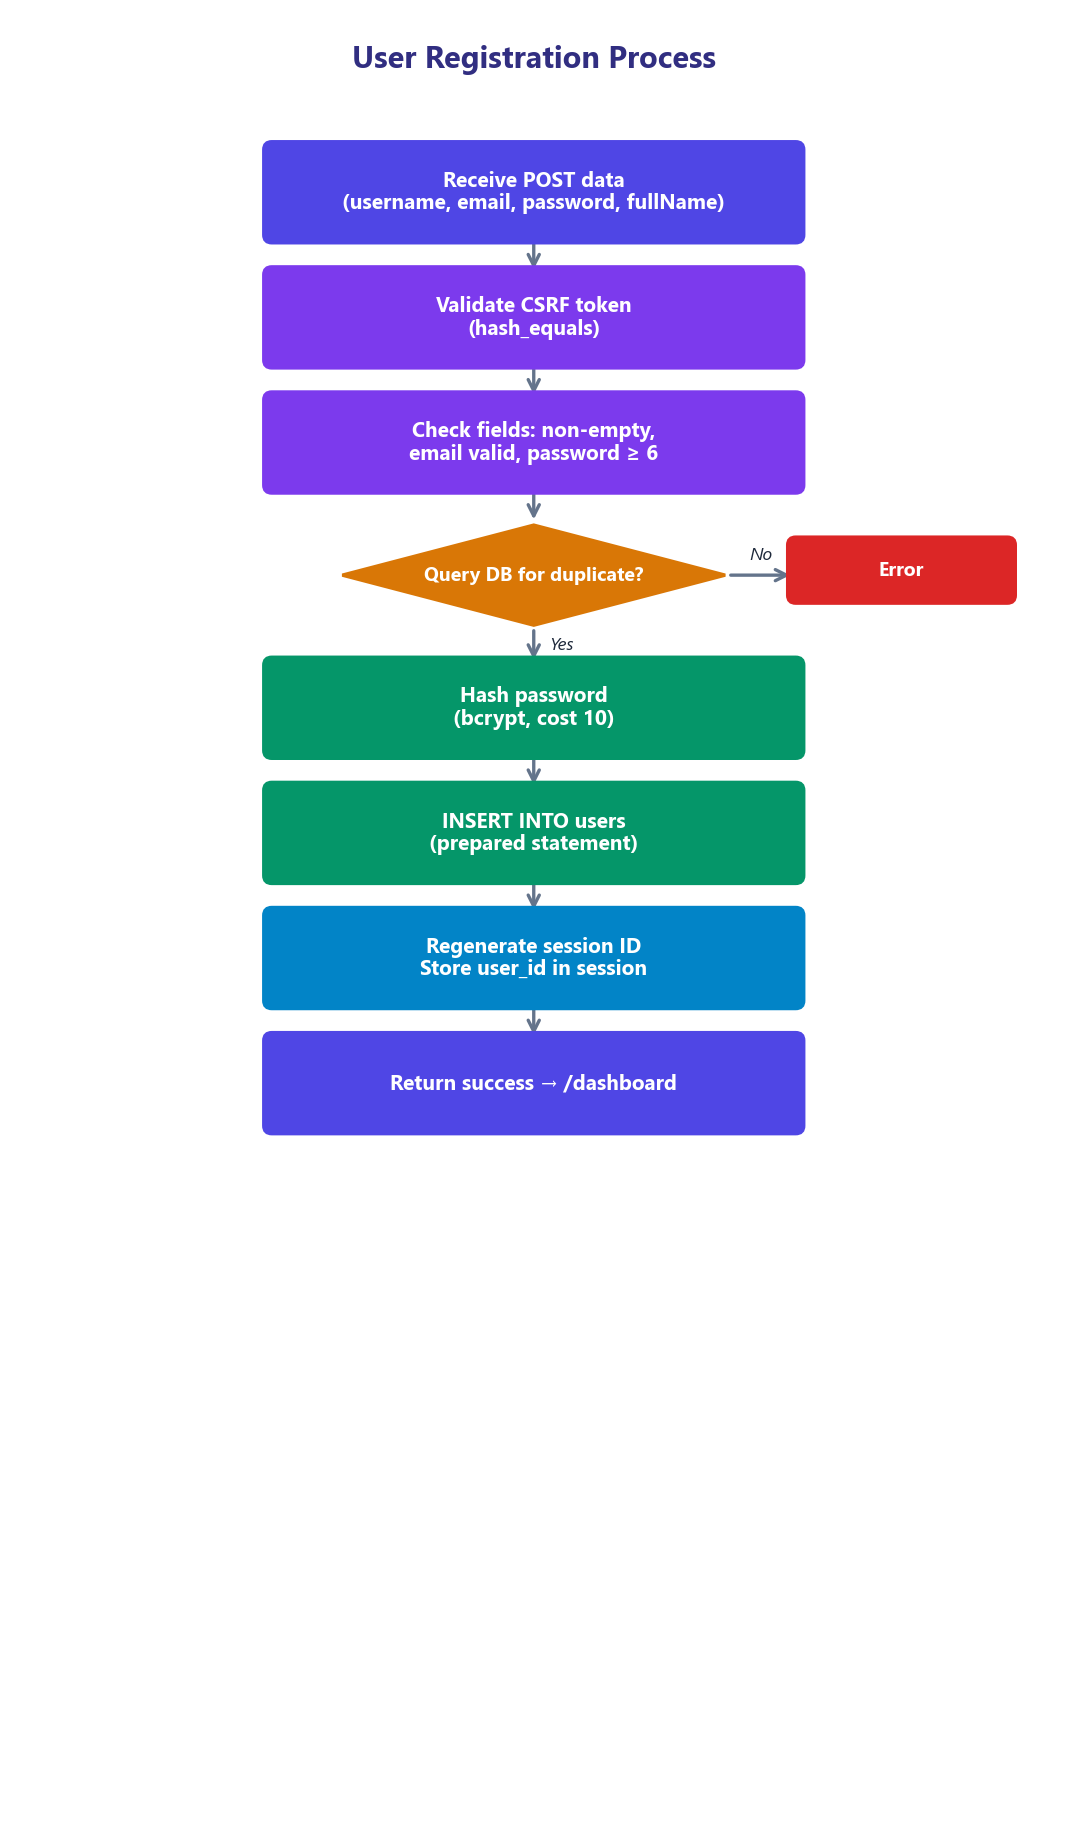 User Registration Process
Receive POST data
(username, email, password, fullName)
Validate CSRF token
(hash_equals)
Check fields: non-empty,
email valid, password ≥ 6
Query DB for duplicate?
No
Error
Yes
Hash password
(bcrypt, cost 10)
INSERT INTO users
(prepared statement)
Regenerate session ID
Store user_id in session
Return success → /dashboard